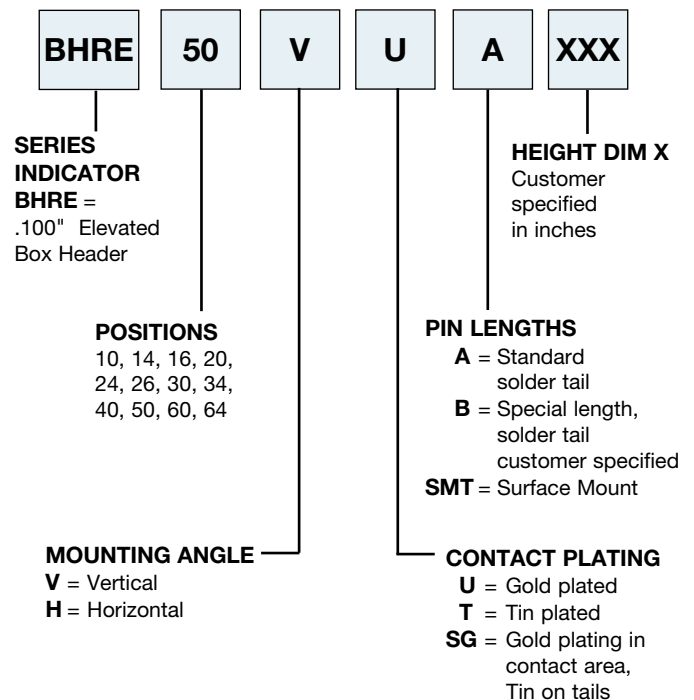 BHRE 50 V U A XXX
SERIES
INDICATOR
BHRE =
.100" Elevated
Box Header
HEIGHT DIM X
Customer
specified
in inches
POSITIONS
10, 14, 16, 20,
24, 26, 30, 34,
40, 50, 60, 64
PIN LENGTHS
A = Standard
solder tail
B = Special length,
solder tail
customer specified
SMT = Surface Mount
MOUNTING ANGLE
V = Vertical
H = Horizontal
CONTACT PLATING
U = Gold plated
T = Tin plated
SG = Gold plating in
contact area,
Tin on tails